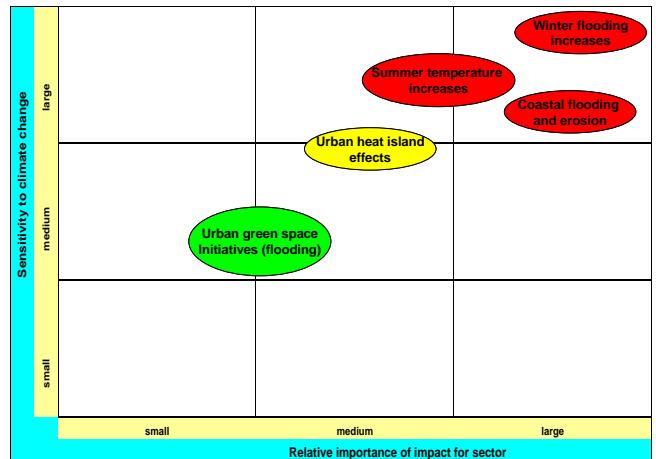 Sensitivity to climate change
large
medium
small
Winter flooding
increases
Summer temperature
increases
Coastal flooding
and erosion
Urban heat island
effects
Urban green space
Initiatives (flooding)
small
medium
large
Relative importance of impact for sector